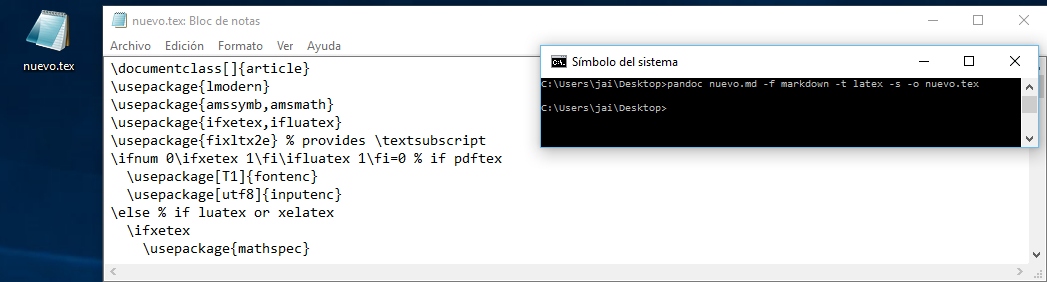 nuevo.tex
nuevo.tex: Bloc de notas
Archivo Edición Formato Ver Ayuda
\documentclass[]{article}
\usepackage{lmodern}
\usepackage{amssymb,amsmath}
\usepackage{ifxetex,ifluatex}
\usepackage{fixltx2e} % provides \textsubscript
\ifnum 0\ifxetex 1\fi\ifluatex 1\fi=0 % if pdftex
  \usepackage[T1]{fontenc}
  \usepackage[utf8]{inputenc}
\else % if luatex or xelatex
  \ifxetex
    \usepackage{mathspec}
Símbolo del sistema
C:\Users\jai\Desktop>pandoc nuevo.md -f markdown -t latex -s -o nuevo.tex
C:\Users\jai\Desktop>